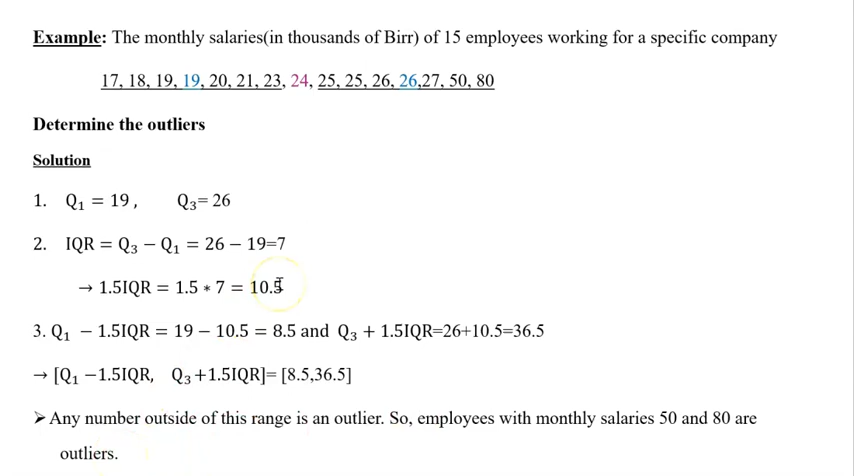 Example: The monthly salaries(in thousands of Birr) of 15 employees working for a specific company
17, 18, 19, 19, 20, 21, 23, 24, 25, 25, 26, 26,27, 50, 80
Determine the outliers
Solution
1. Q₁ = 19 , Q₃= 26
2. IQR = Q₃ − Q₁ = 26 − 19=7
→ 1.5IQR = 1.5 ∗ 7 = 10.5
3. Q₁ − 1.5IQR = 19 − 10.5 = 8.5 and Q₃ + 1.5IQR=26+10.5=36.5
→ [Q₁ −1.5IQR, Q₃+1.5IQR]= [8.5,36.5]
➢ Any number outside of this range is an outlier. So, employees with monthly salaries 50 and 80 are
outliers.